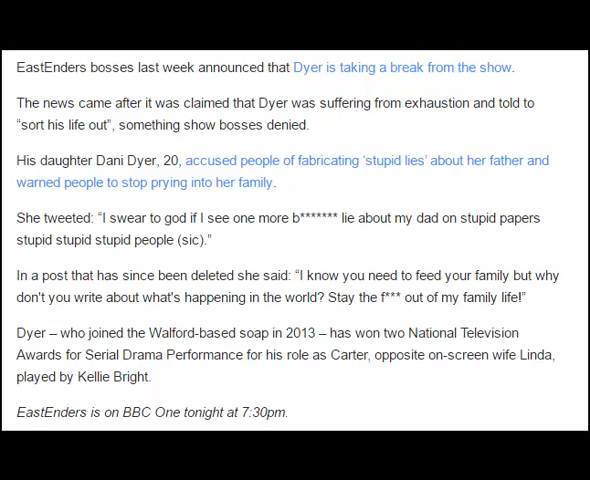 EastEnders bosses last week announced that Dyer is taking a break from the show.
The news came after it was claimed that Dyer was suffering from exhaustion and told to
“sort his life out”, something show bosses denied.
His daughter Dani Dyer, 20, accused people of fabricating ‘stupid lies’ about her father and
warned people to stop prying into her family.
She tweeted: “I swear to god if I see one more b******* lie about my dad on stupid papers
stupid stupid stupid people (sic).”
In a post that has since been deleted she said: “I know you need to feed your family but why
don't you write about what's happening in the world? Stay the f*** out of my family life!”
Dyer – who joined the Walford-based soap in 2013 – has won two National Television
Awards for Serial Drama Performance for his role as Carter, opposite on-screen wife Linda,
played by Kellie Bright.
EastEnders is on BBC One tonight at 7:30pm.